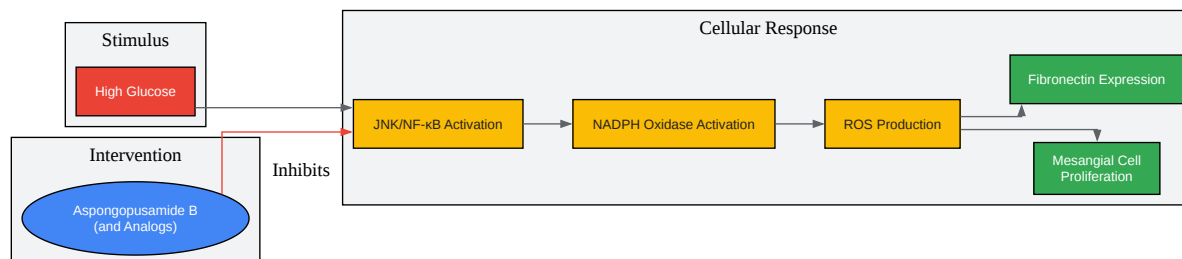 Stimulus
High Glucose
Intervention
Aspongopusamide B
(and Analogs)
Inhibits
Cellular Response
JNK/NF-κB Activation
NADPH Oxidase Activation
ROS Production
Fibronectin Expression
Mesangial Cell
Proliferation